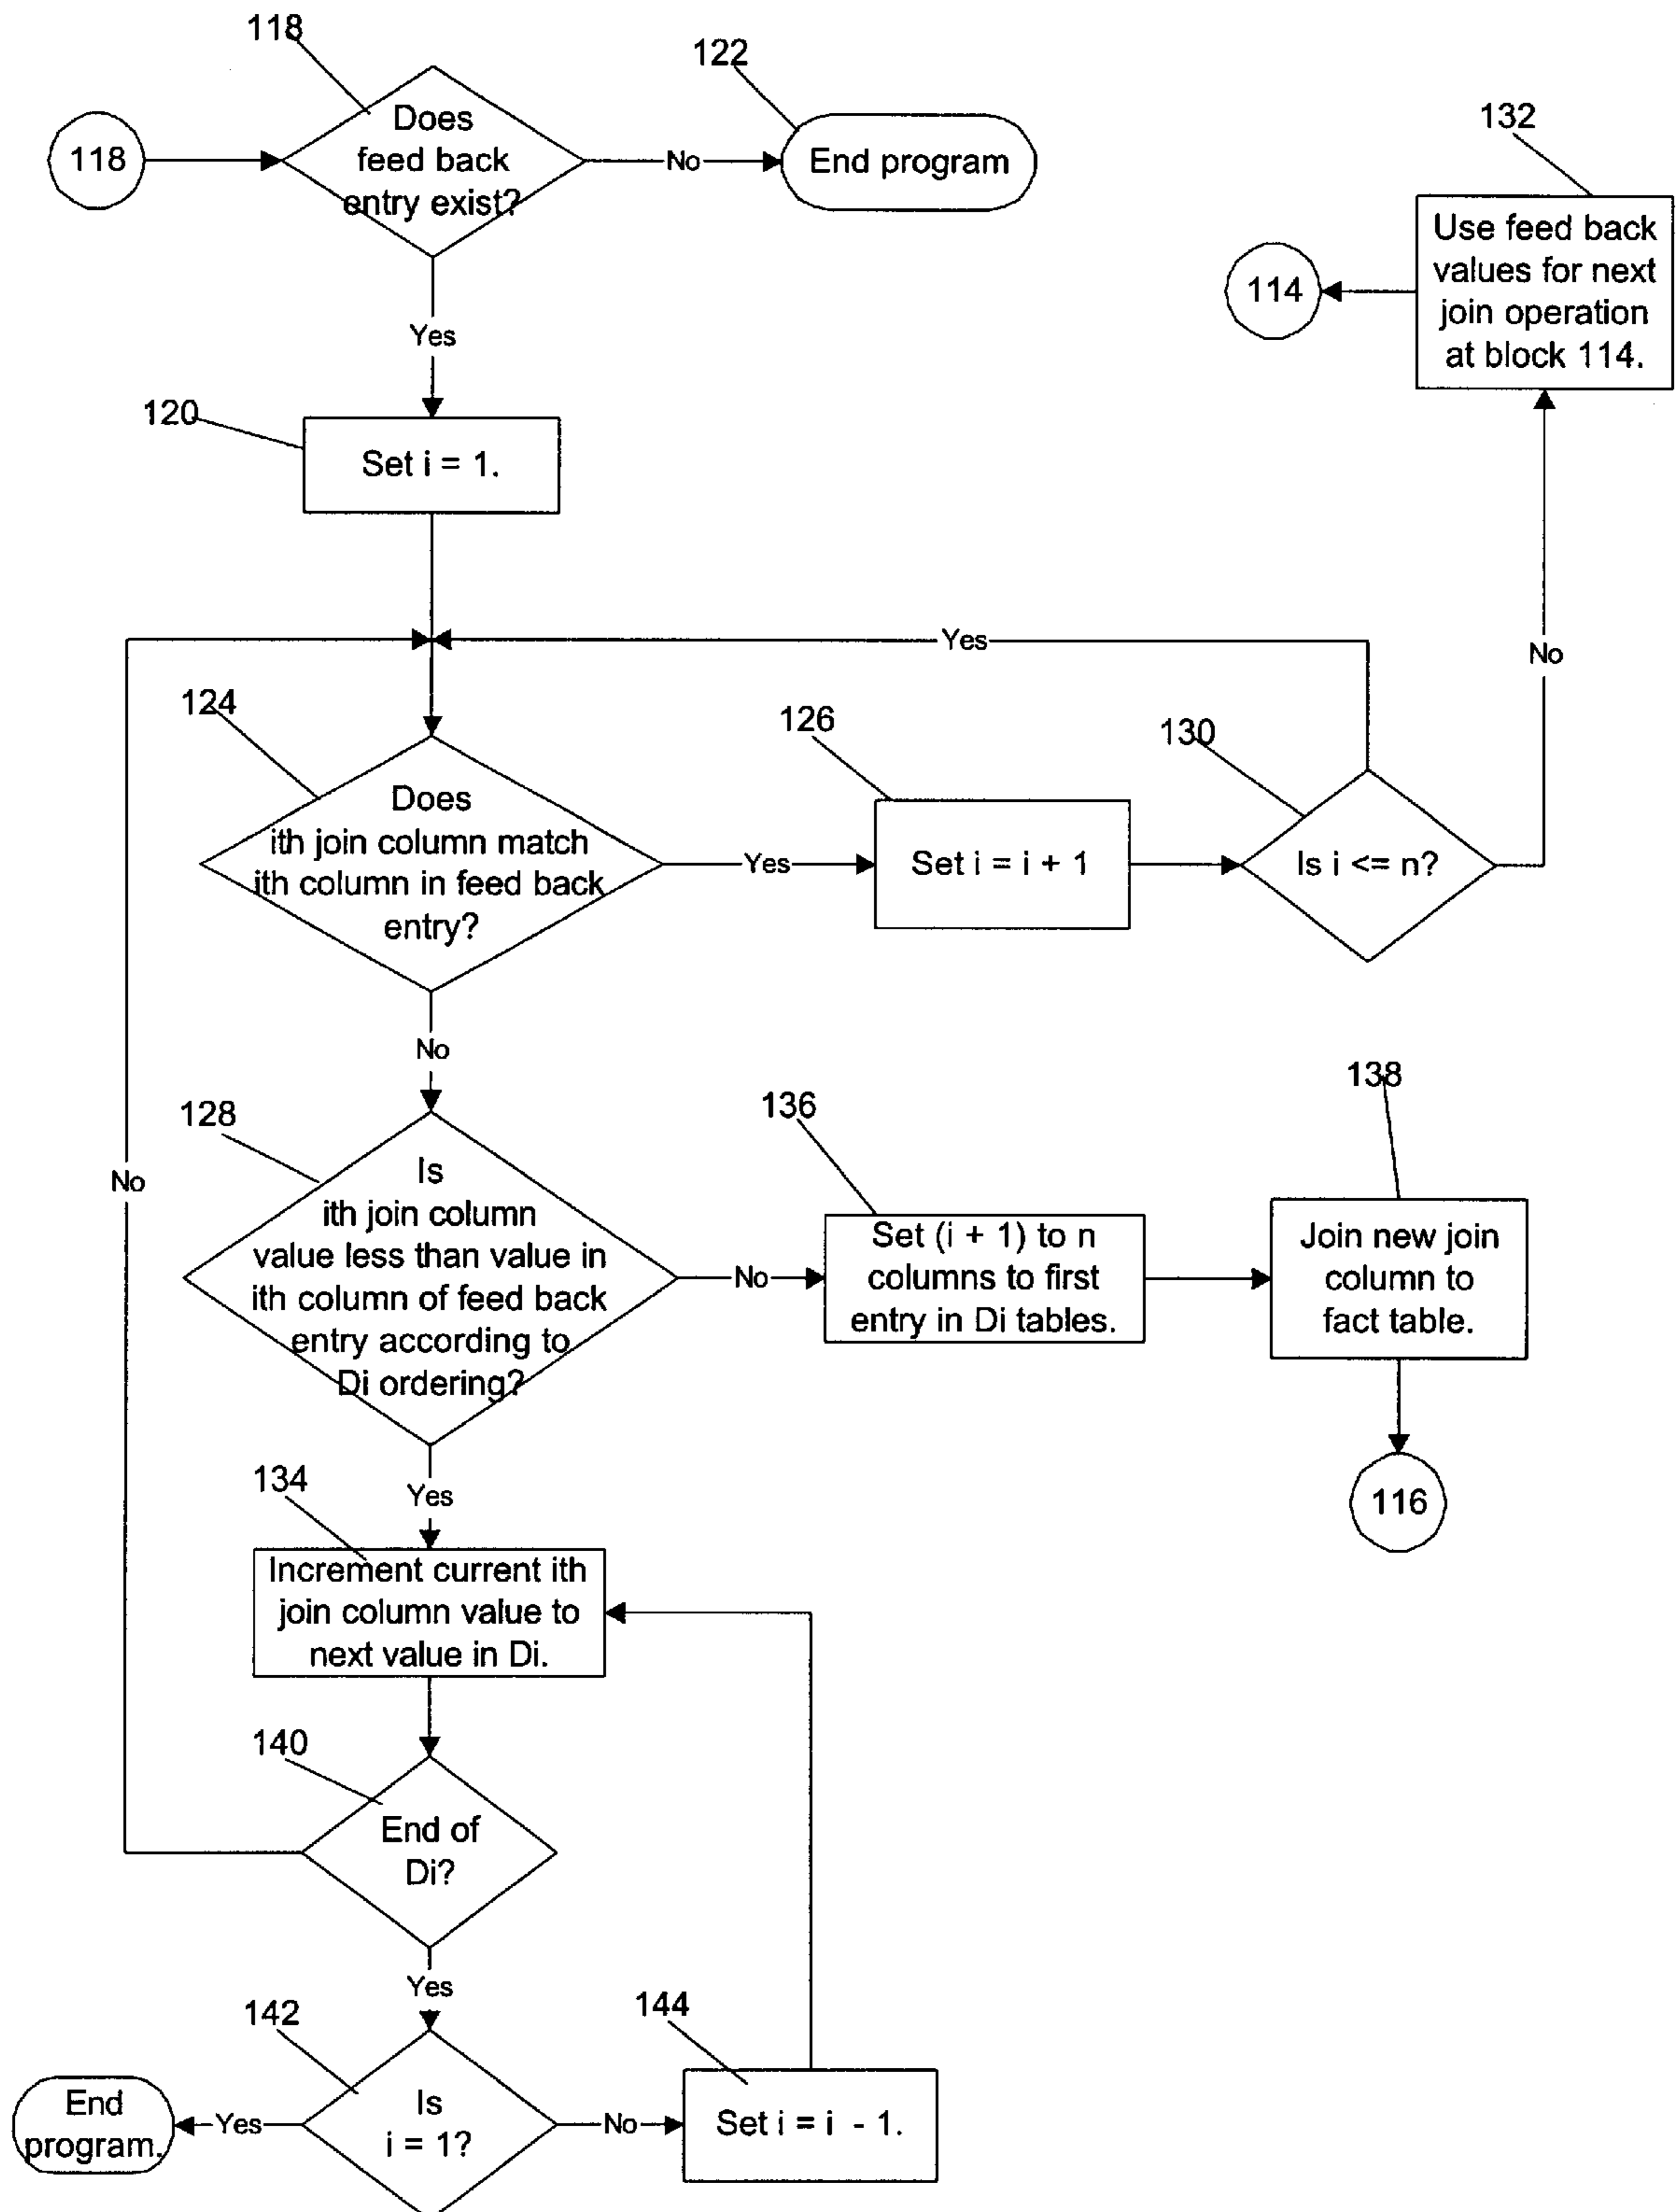 118
122
118
Does
feed back
entry exist?
No
End program
132
Use feed back
values for next
join operation
at block 114.
114
Yes
120
Set i = 1.
Yes
No
124
Does
ith join column match
ith column in feed back
entry?
Yes
126
Set i = i + 1
130
Is i <= n?
No
128
Is
ith join column
value less than value in
ith column of feed back
entry according to
Di ordering?
No
136
Set (i + 1) to n
columns to first
entry in Di tables.
138
Join new join
column to
fact table.
116
No
Yes
134
Increment current ith
join column value to
next value in Di.
140
End of
Di?
Yes
142
Is
i = 1?
Yes
End
program.
No
144
Set i = i - 1.